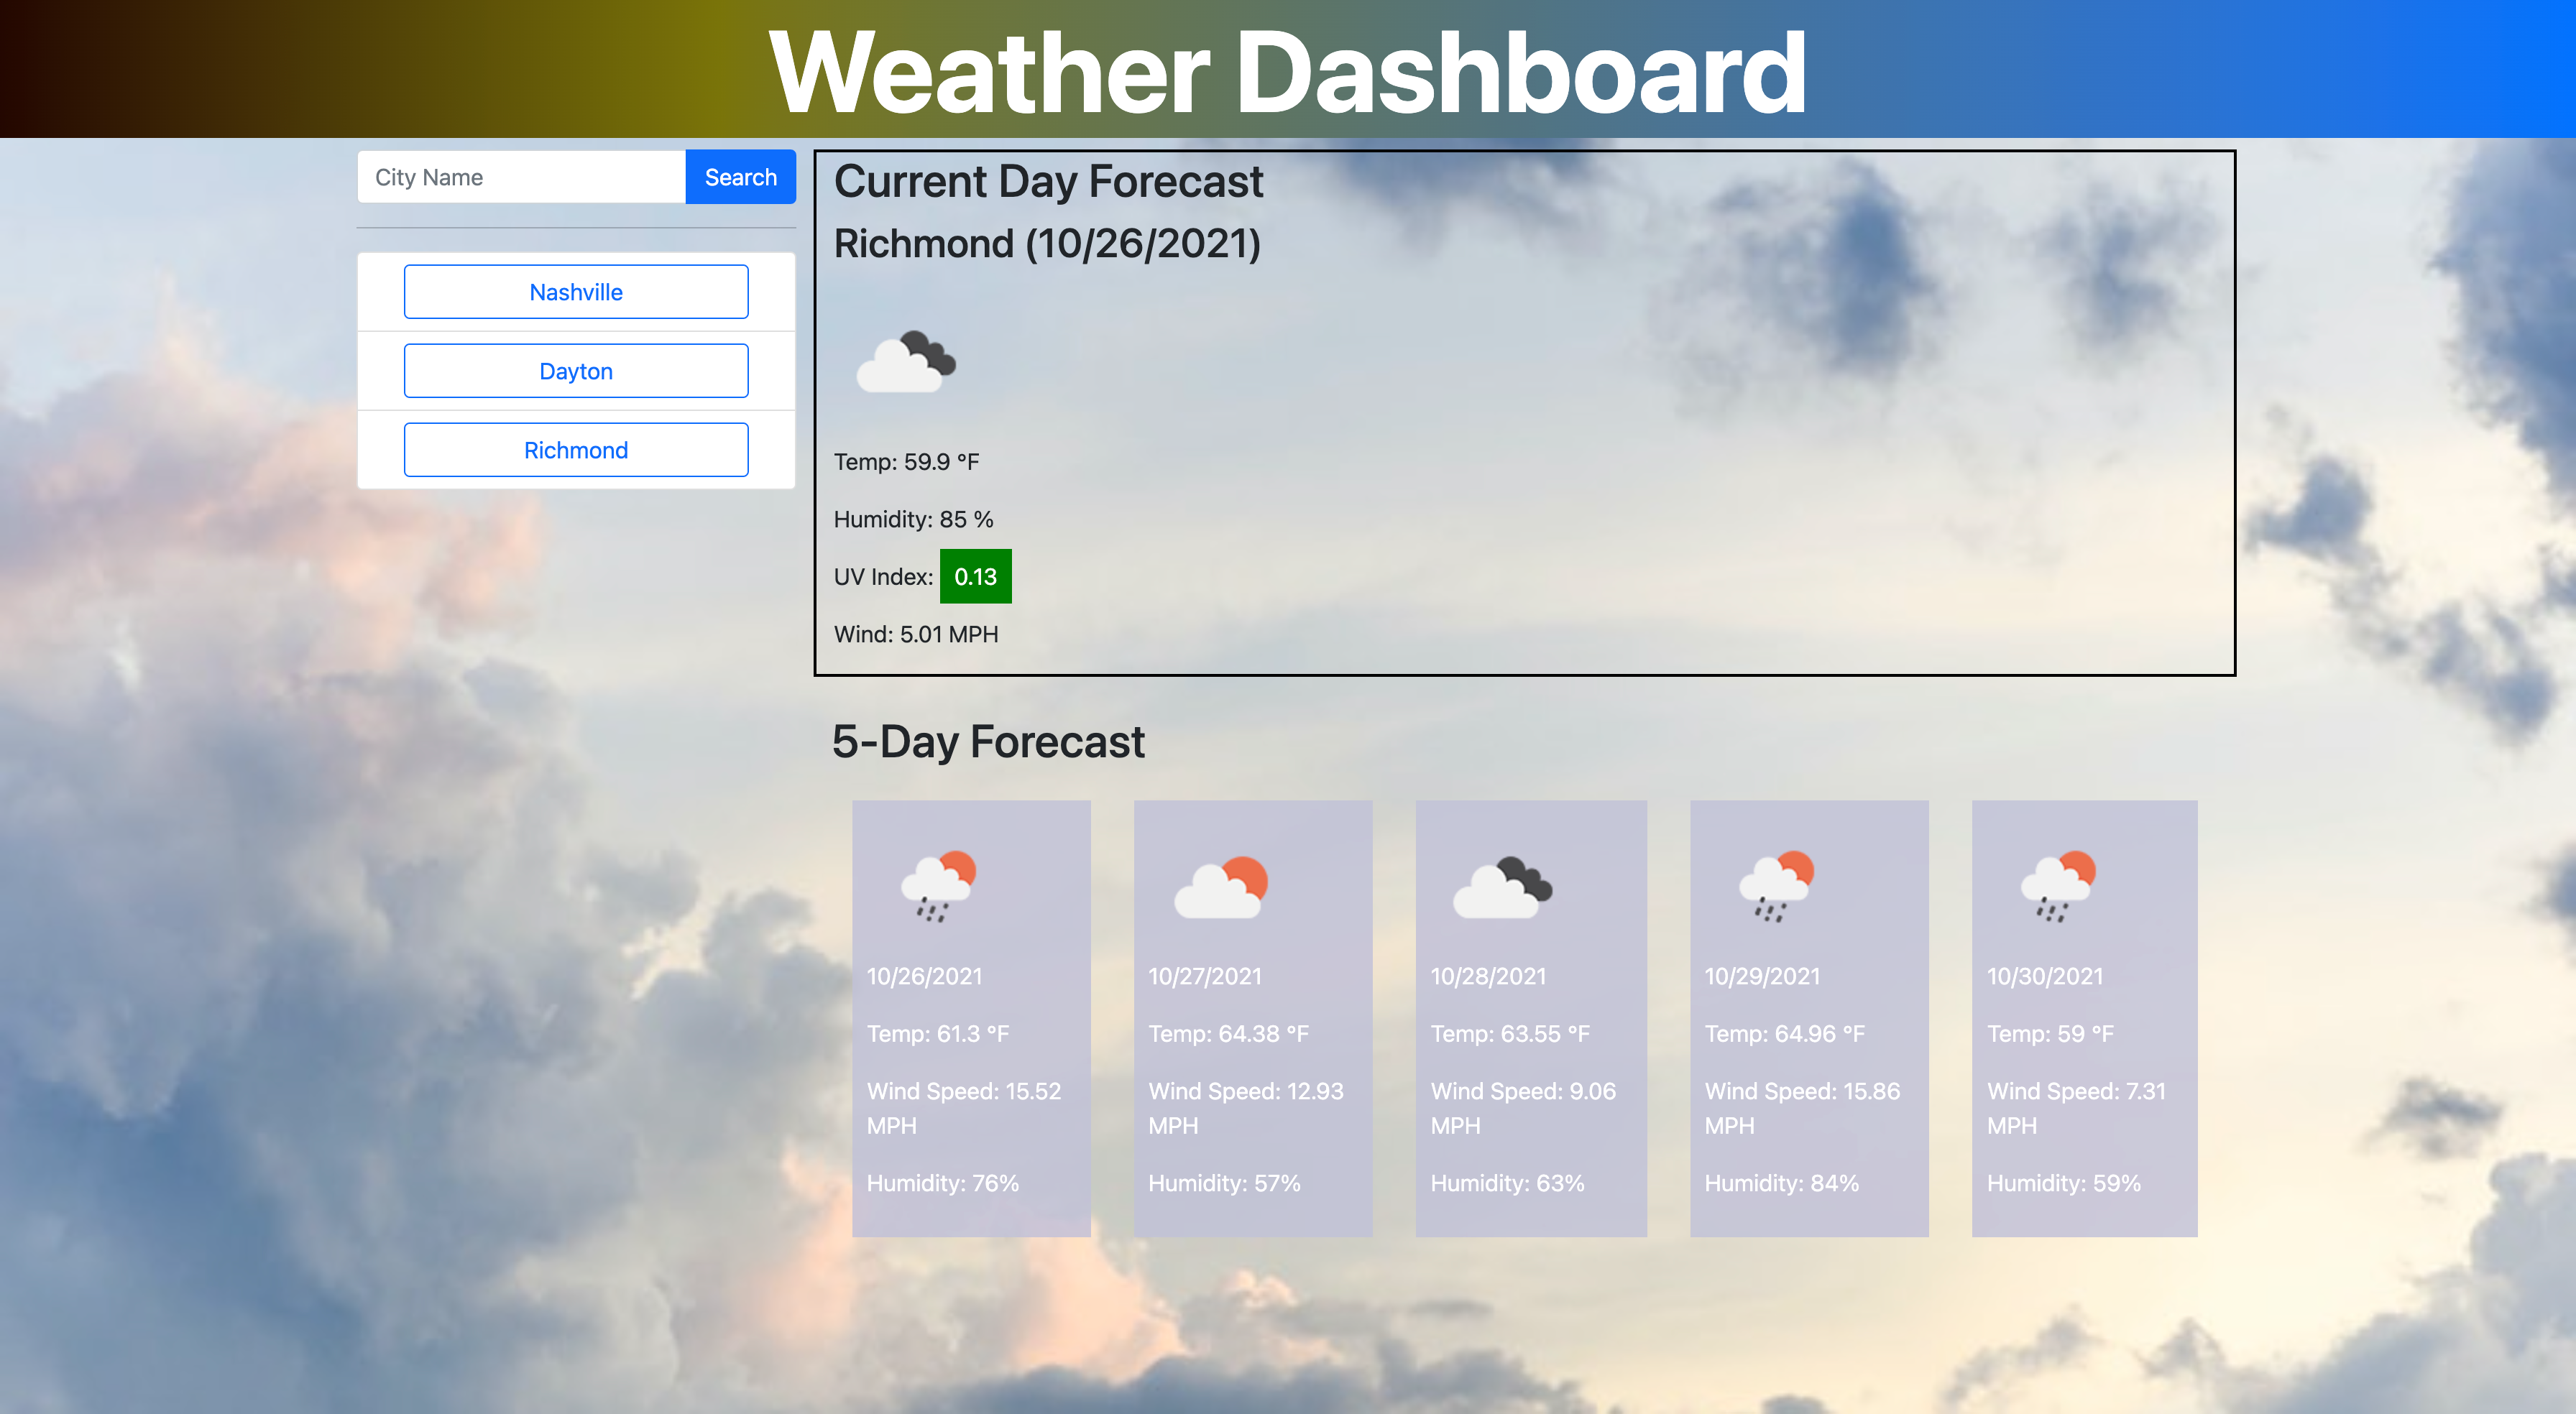 Weather Dashboard
City Name
Search
Nashville
Dayton
Richmond
Current Day Forecast
Richmond (10/26/2021)
Temp: 59.9 °F
Humidity: 85 %
UV Index: 0.13
Wind: 5.01 MPH
5-Day Forecast
10/26/2021
Temp: 61.3 °F
Wind Speed: 15.52
MPH
Humidity: 76%
10/27/2021
Temp: 64.38 °F
Wind Speed: 12.93
MPH
Humidity: 57%
10/28/2021
Temp: 63.55 °F
Wind Speed: 9.06
MPH
Humidity: 63%
10/29/2021
Temp: 64.96 °F
Wind Speed: 15.86
MPH
Humidity: 84%
10/30/2021
Temp: 59 °F
Wind Speed: 7.31
MPH
Humidity: 59%